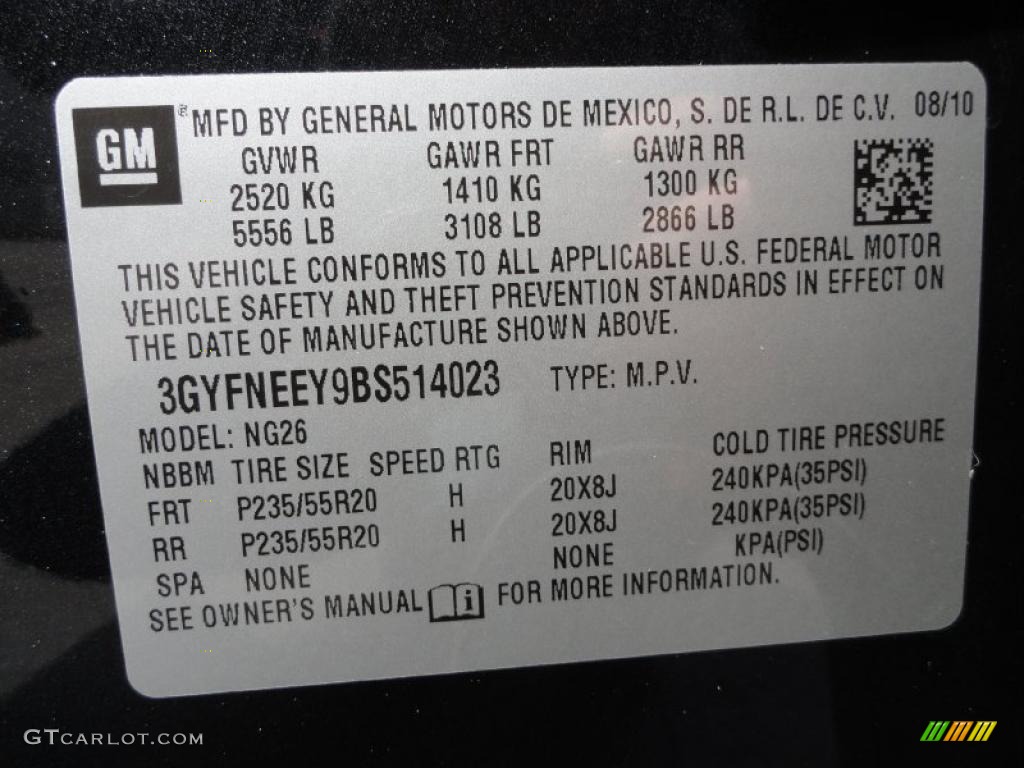 GM ® MFD BY GENERAL MOTORS DE MEXICO, S. DE R.L. DE C.V. 08/10
GVWR GAWR FRT GAWR RR
2520 KG 1410 KG 1300 KG
5556 LB 3108 LB 2866 LB
THIS VEHICLE CONFORMS TO ALL APPLICABLE U.S. FEDERAL MOTOR
VEHICLE SAFETY AND THEFT PREVENTION STANDARDS IN EFFECT ON
THE DATE OF MANUFACTURE SHOWN ABOVE.
3GYFNEEY9BS514023 TYPE: M.P.V.
MODEL: NG26
NBBM TIRE SIZE SPEED RTG RIM COLD TIRE PRESSURE
FRT P235/55R20 H 20X8J 240KPA(35PSI)
RR P235/55R20 H 20X8J 240KPA(35PSI)
SPA NONE NONE KPA(PSI)
SEE OWNER'S MANUAL i FOR MORE INFORMATION.
GTCARLOT.COM